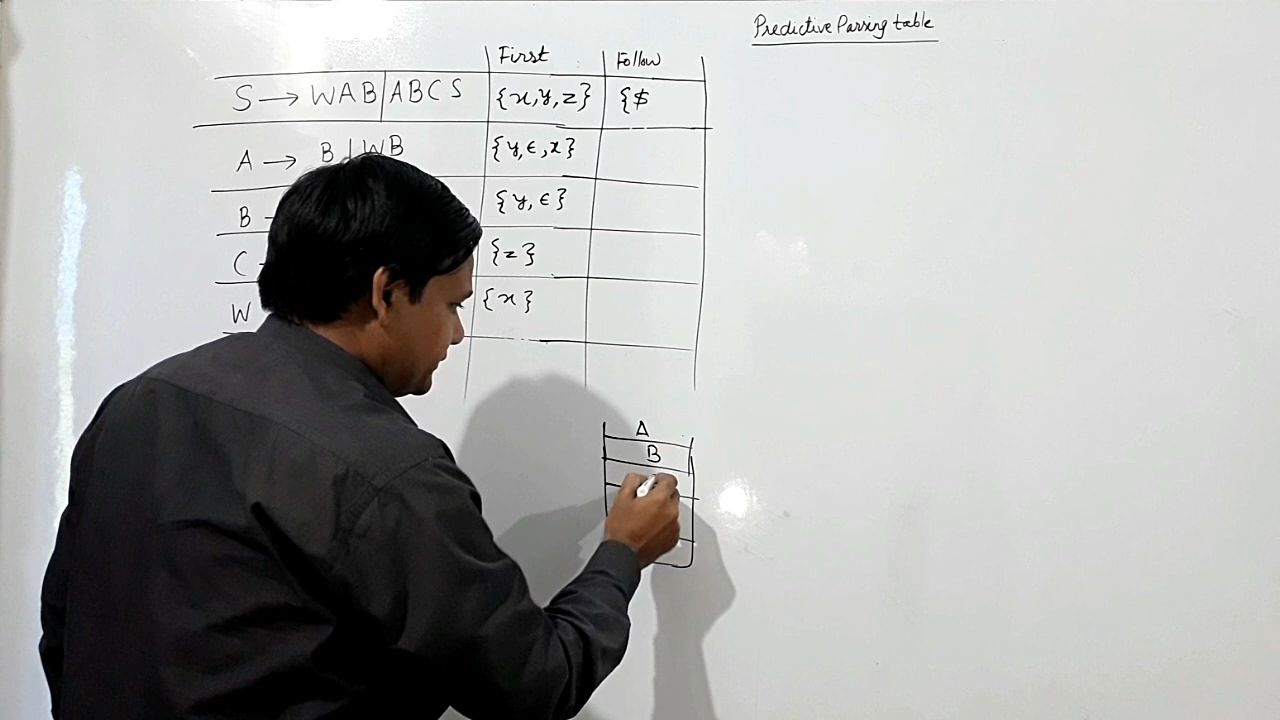 Predictive Parsing table
First Follow
S → WAB | ABCS {x,y,z} {$
A → B | WB {y,ϵ,x}
B {y,ϵ}
C {z}
W {x}
A
B